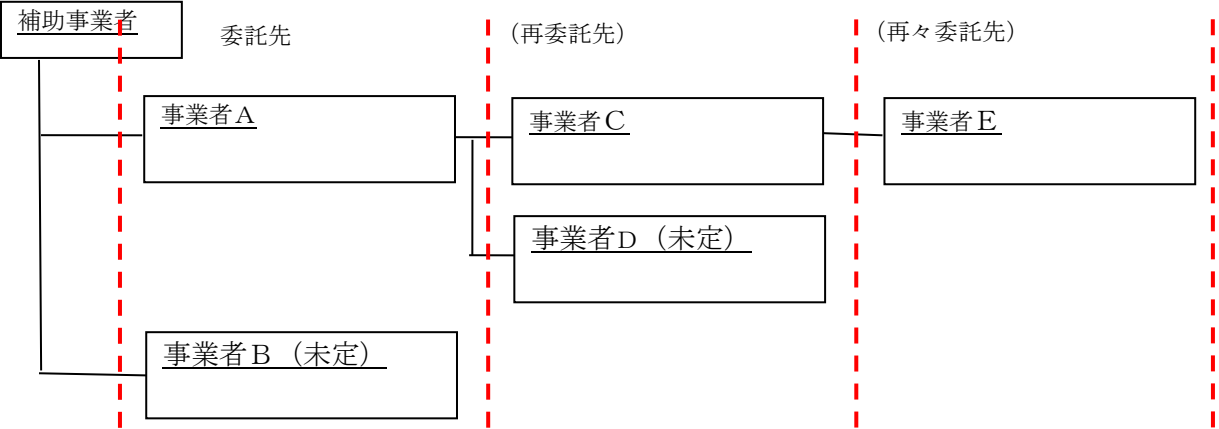 補助事業者
委託先
（再委託先）
（再々委託先）
事業者Ａ
事業者Ｃ
事業者Ｅ
事業者D（未定）
事業者Ｂ（未定）